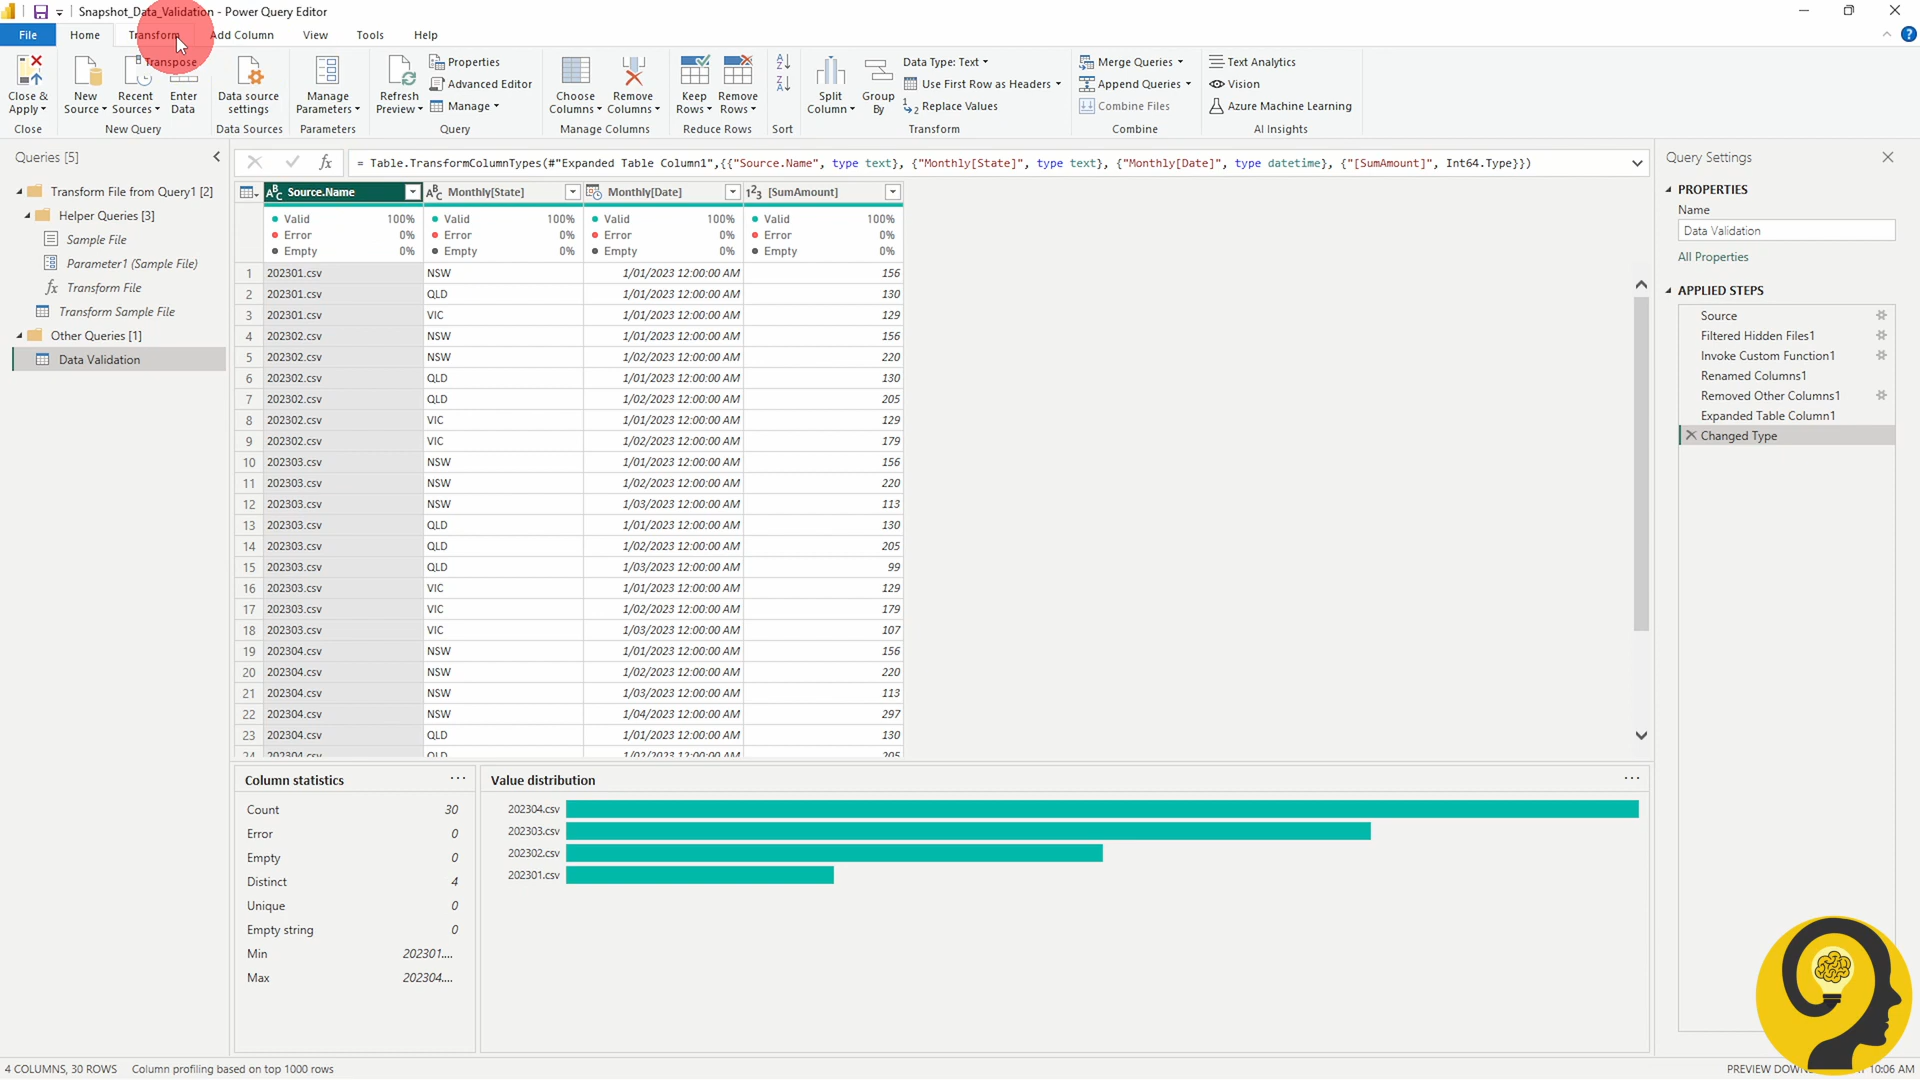 Snapshot_Data_Validation - Power Query Editor
File Home Transform Add Column View Tools Help
Close & Apply
New Source
Recent Sources
Enter Data
Data source settings
Manage Parameters
Refresh Preview
Properties
Advanced Editor
Manage
Choose Columns
Remove Columns
Keep Rows
Remove Rows
Split Column
Group By
Data Type: Text
Use First Row as Headers
Replace Values
Merge Queries
Append Queries
Combine Files
Text Analytics
Vision
Azure Machine Learning
Transpose
Close New Query Data Sources Parameters Query Manage Columns Reduce Rows Sort Transform Combine AI Insights
Queries [5]
Transform File from Query1 [2]
Helper Queries [3]
Sample File
Parameter1 (Sample File)
fx Transform File
Transform Sample File
Other Queries [1]
Data Validation
fx = Table.TransformColumnTypes(#"Expanded Table Column1",{{"Source.Name", type text}, {"Monthly[State]", type text}, {"Monthly[Date]", type datetime}, {"[SumAmount]", Int64.Type}})
ABC Source.Name ABC Monthly[State] Monthly[Date] 123 [SumAmount]
Valid 100% Valid 100% Valid 100% Valid 100%
Error 0% Error 0% Error 0% Error 0%
Empty 0% Empty 0% Empty 0% Empty 0%
1 202301.csv NSW 1/01/2023 12:00:00 AM 156
2 202301.csv QLD 1/01/2023 12:00:00 AM 130
3 202301.csv VIC 1/01/2023 12:00:00 AM 129
4 202302.csv NSW 1/01/2023 12:00:00 AM 156
5 202302.csv NSW 1/02/2023 12:00:00 AM 220
6 202302.csv QLD 1/01/2023 12:00:00 AM 130
7 202302.csv QLD 1/02/2023 12:00:00 AM 205
8 202302.csv VIC 1/01/2023 12:00:00 AM 129
9 202302.csv VIC 1/02/2023 12:00:00 AM 179
10 202303.csv NSW 1/01/2023 12:00:00 AM 156
11 202303.csv NSW 1/02/2023 12:00:00 AM 220
12 202303.csv NSW 1/03/2023 12:00:00 AM 113
13 202303.csv QLD 1/01/2023 12:00:00 AM 130
14 202303.csv QLD 1/02/2023 12:00:00 AM 205
15 202303.csv QLD 1/03/2023 12:00:00 AM 99
16 202303.csv VIC 1/01/2023 12:00:00 AM 129
17 202303.csv VIC 1/02/2023 12:00:00 AM 179
18 202303.csv VIC 1/03/2023 12:00:00 AM 107
19 202304.csv NSW 1/01/2023 12:00:00 AM 156
20 202304.csv NSW 1/02/2023 12:00:00 AM 220
21 202304.csv NSW 1/03/2023 12:00:00 AM 113
22 202304.csv NSW 1/04/2023 12:00:00 AM 297
23 202304.csv QLD 1/01/2023 12:00:00 AM 130
24 202304.csv QLD 1/02/2023 12:00:00 AM 205
Column statistics
Count 30
Error 0
Empty 0
Distinct 4
Unique 0
Empty string 0
Min 202301....
Max 202304....
Value distribution
202304.csv
202303.csv
202302.csv
202301.csv
Query Settings
PROPERTIES
Name
Data Validation
All Properties
APPLIED STEPS
Source
Filtered Hidden Files1
Invoke Custom Function1
Renamed Columns1
Removed Other Columns1
Expanded Table Column1
Changed Type
4 COLUMNS, 30 ROWS Column profiling based on top 1000 rows
PREVIEW 10:06 AM